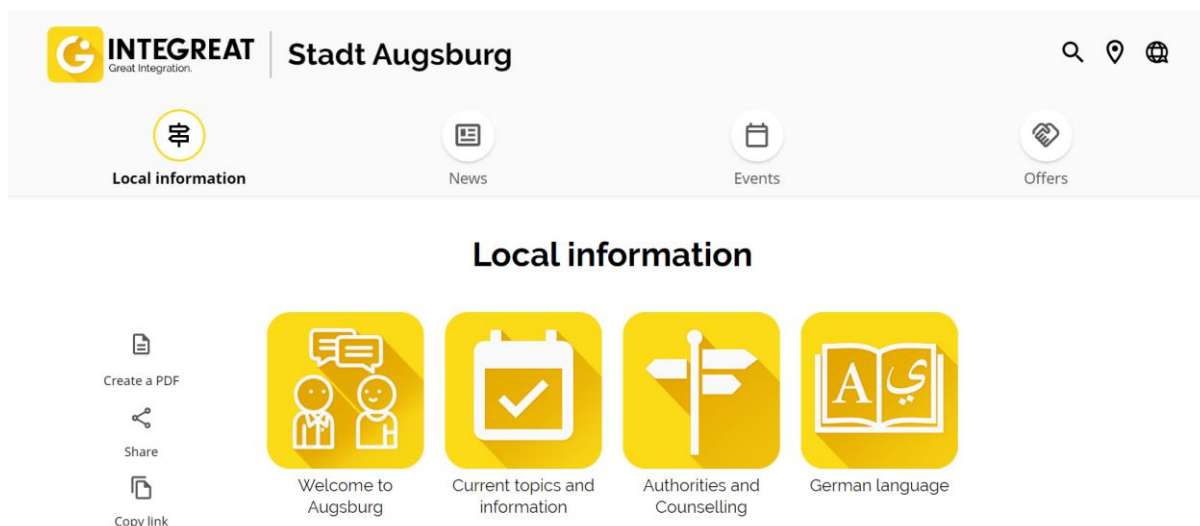 INTEGREAT
Great Integration.
Stadt Augsburg
Local information
News
Events
Offers
Local information
Create a PDF
Share
Copy link
A ي
Welcome to
Augsburg
Current topics and
information
Authorities and
Counselling
German language